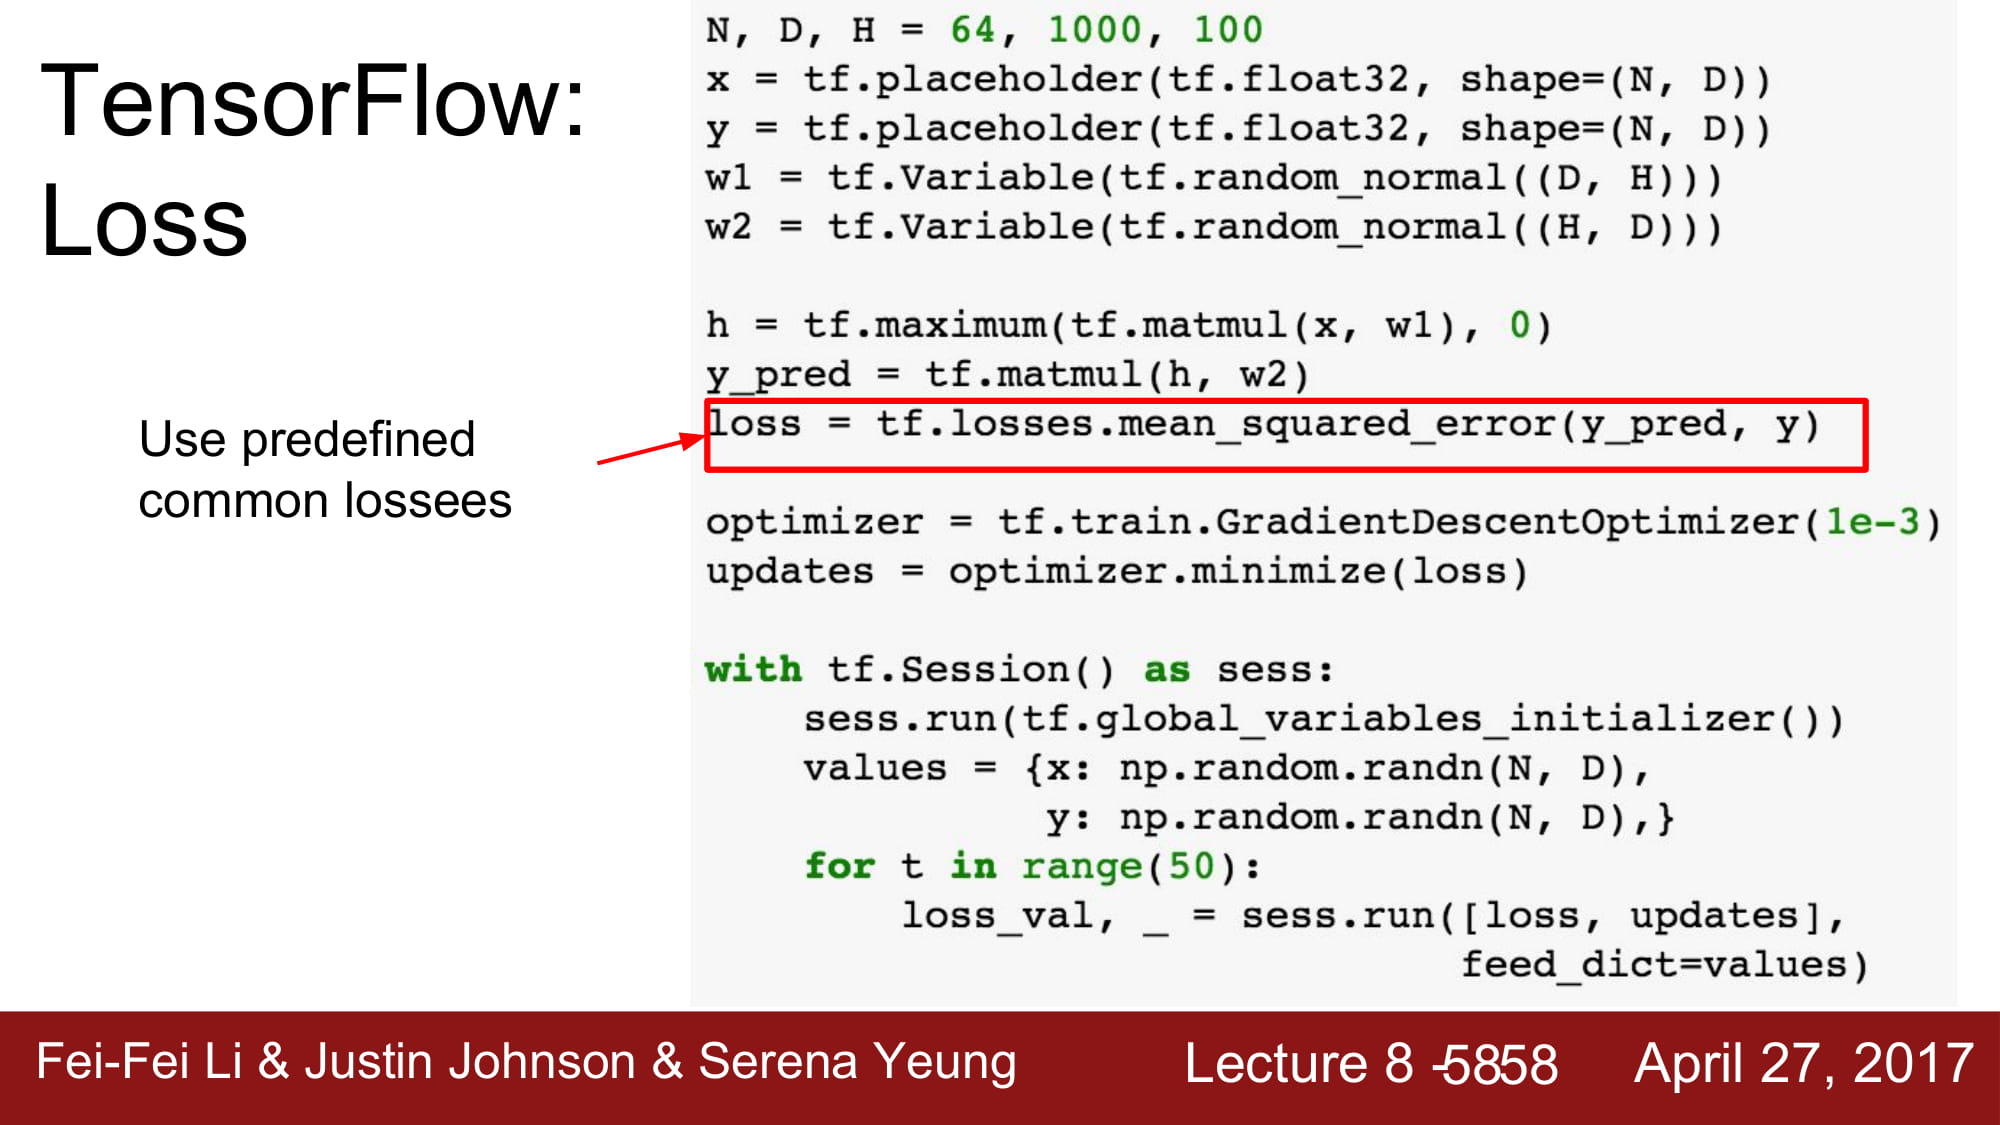 TensorFlow:
Loss
Use predefined
common lossees
N, D, H = 64, 1000, 100
x = tf.placeholder(tf.float32, shape=(N, D))
y = tf.placeholder(tf.float32, shape=(N, D))
w1 = tf.Variable(tf.random_normal((D, H)))
w2 = tf.Variable(tf.random_normal((H, D)))
h = tf.maximum(tf.matmul(x, w1), 0)
y_pred = tf.matmul(h, w2)
loss = tf.losses.mean_squared_error(y_pred, y)
optimizer = tf.train.GradientDescentOptimizer(1e-3)
updates = optimizer.minimize(loss)
with tf.Session() as sess:
    sess.run(tf.global_variables_initializer())
    values = {x: np.random.randn(N, D),
              y: np.random.randn(N, D),}
    for t in range(50):
        loss_val, _ = sess.run([loss, updates],
                               feed_dict=values)
Fei-Fei Li & Justin Johnson & Serena Yeung
Lecture 8 -5858
April 27, 2017